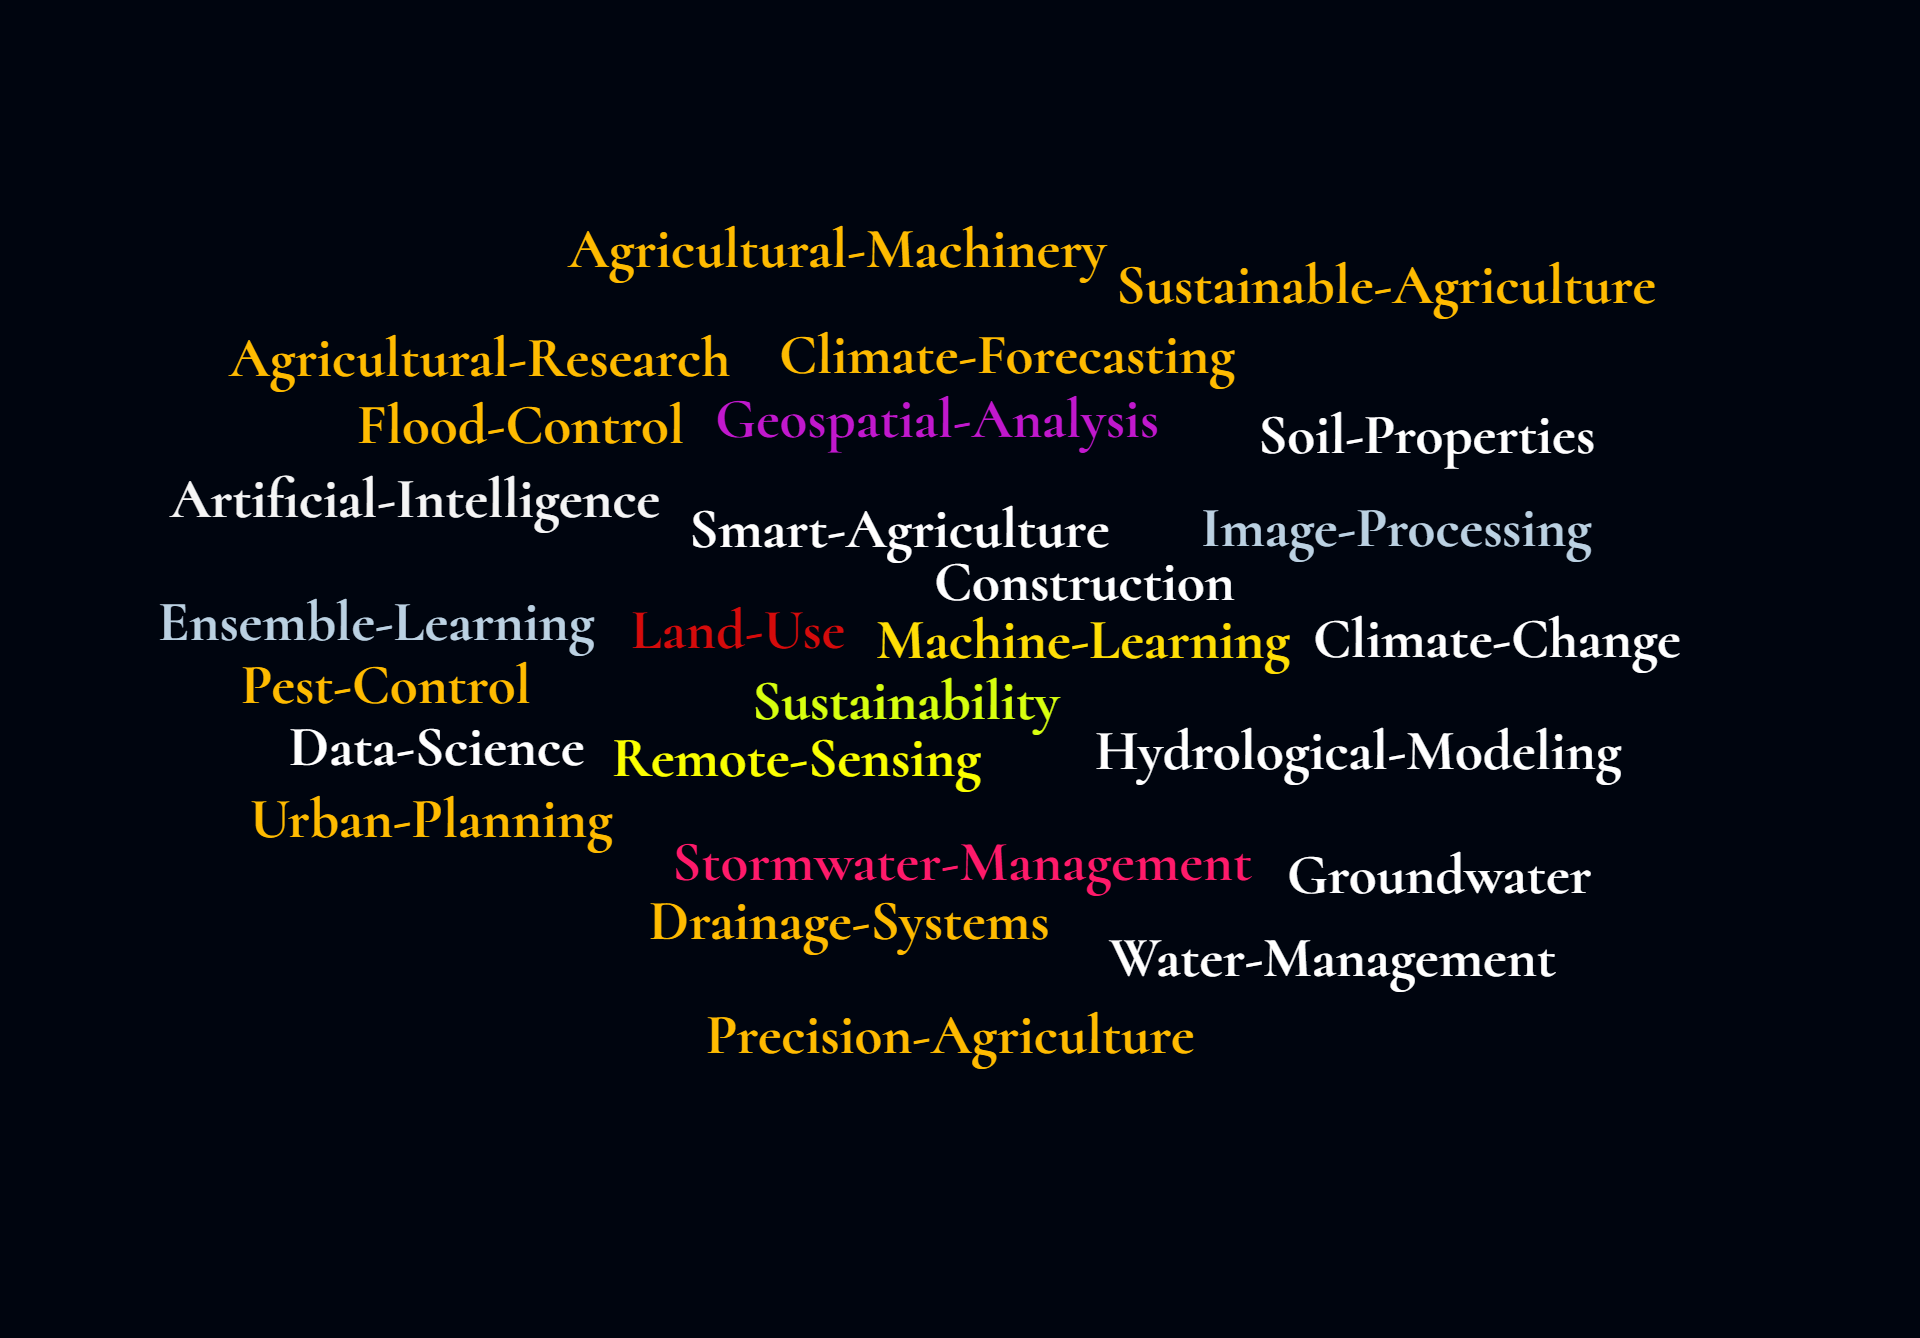 Agricultural-Machinery
Sustainable-Agriculture
Agricultural-Research
Climate-Forecasting
Flood-Control
Geospatial-Analysis
Soil-Properties
Artificial-Intelligence
Smart-Agriculture
Image-Processing
Construction
Ensemble-Learning
Land-Use
Machine-Learning
Climate-Change
Pest-Control
Sustainability
Data-Science
Remote-Sensing
Hydrological-Modeling
Urban-Planning
Stormwater-Management
Groundwater
Drainage-Systems
Water-Management
Precision-Agriculture